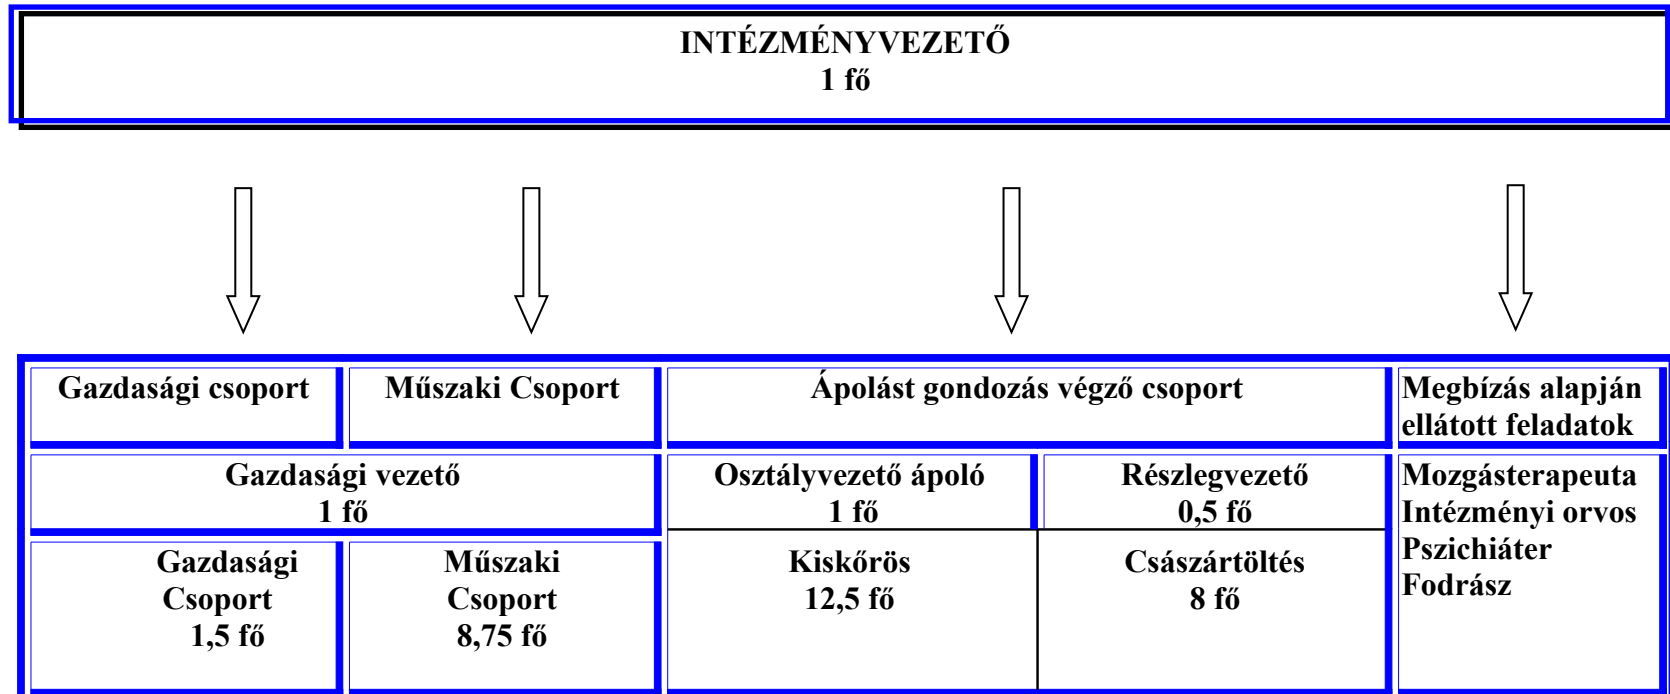 INTÉZMÉNYVEZETŐ
1 fő
Gazdasági csoport
Műszaki Csoport
Ápolást gondozás végző csoport
Megbízás alapján
ellátott feladatok
Gazdasági vezető
1 fő
Osztályvezető ápoló
1 fő
Részlegvezető
0,5 fő
Mozgásterapeuta
Intézményi orvos
Pszichiáter
Fodrász
Gazdasági
Csoport
1,5 fő
Műszaki
Csoport
8,75 fő
Kiskőrös
12,5 fő
Császártöltés
8 fő